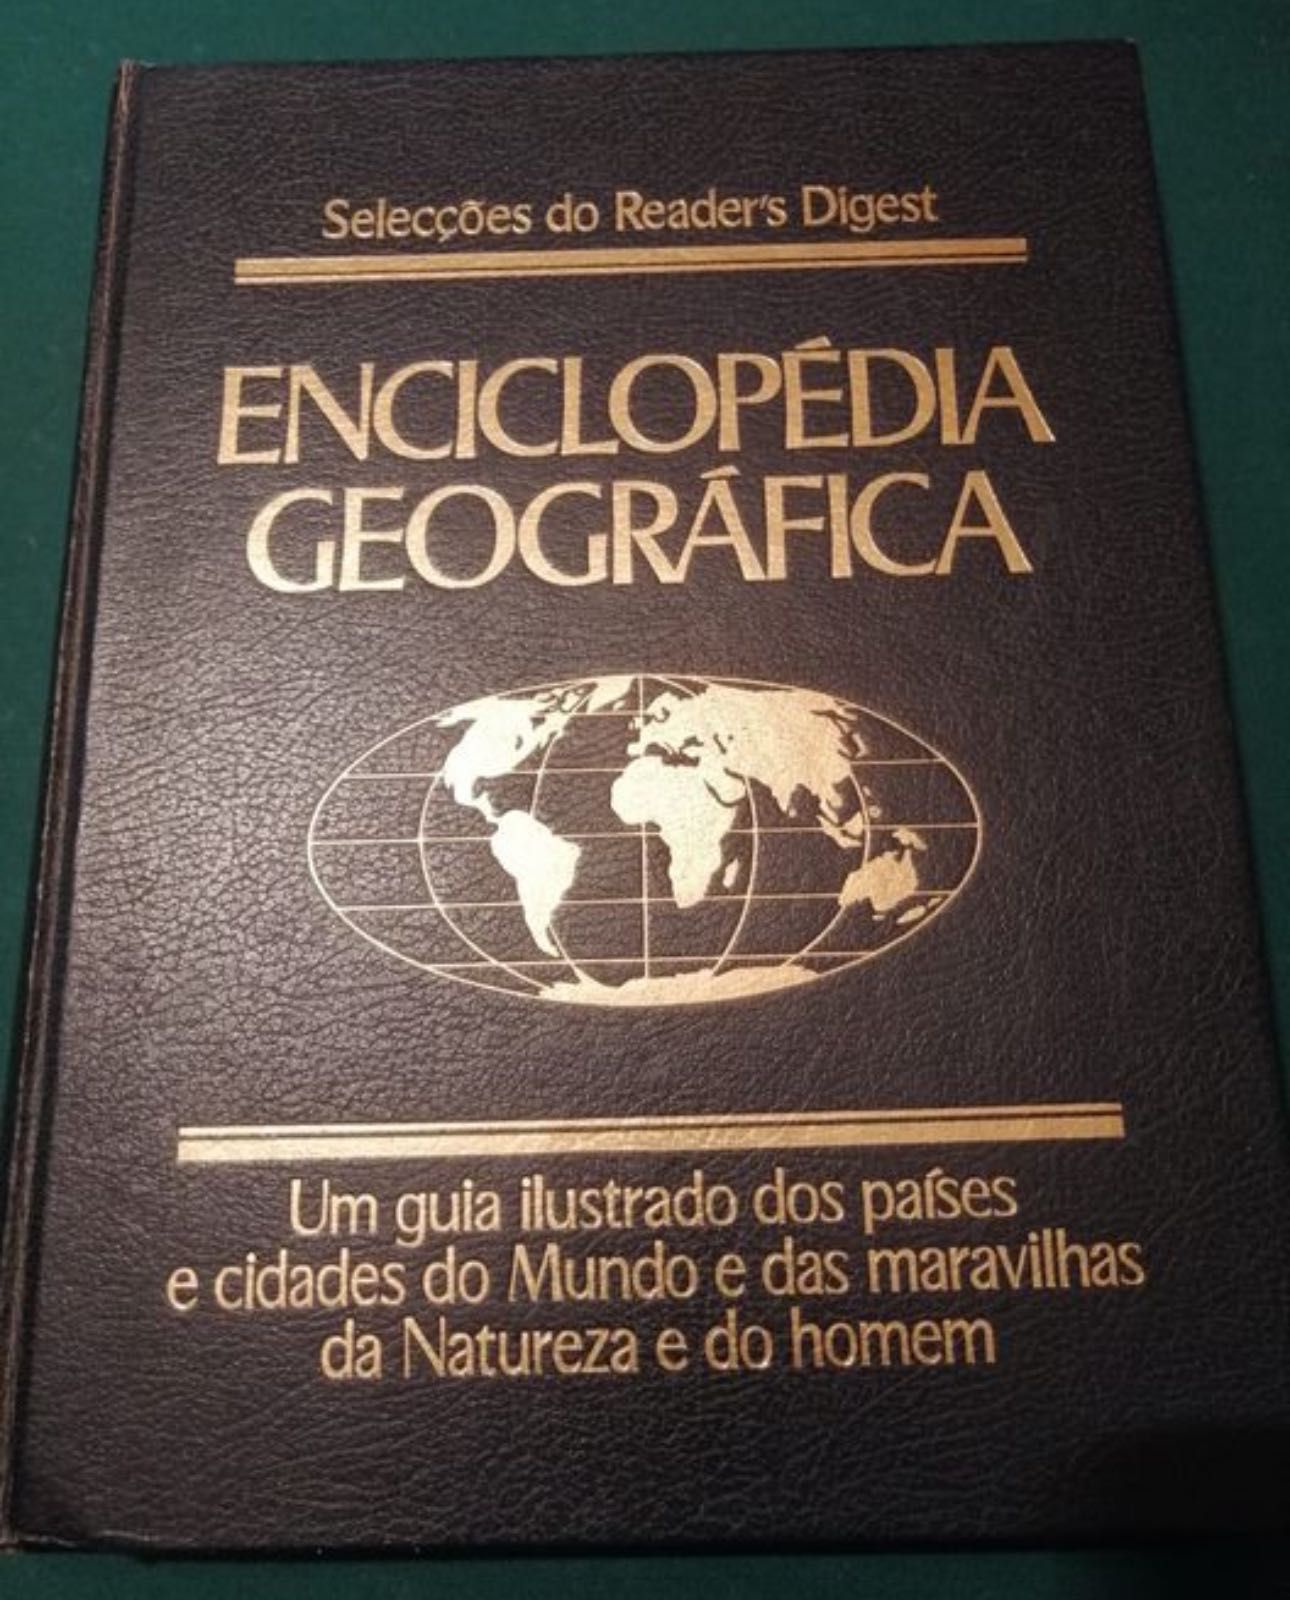 Selecções do Reader's Digest
ENCICLOPÉDIA
GEOGRÁFICA
Um guia ilustrado dos países
e cidades do Mundo e das maravilhas
da Natureza e do homem